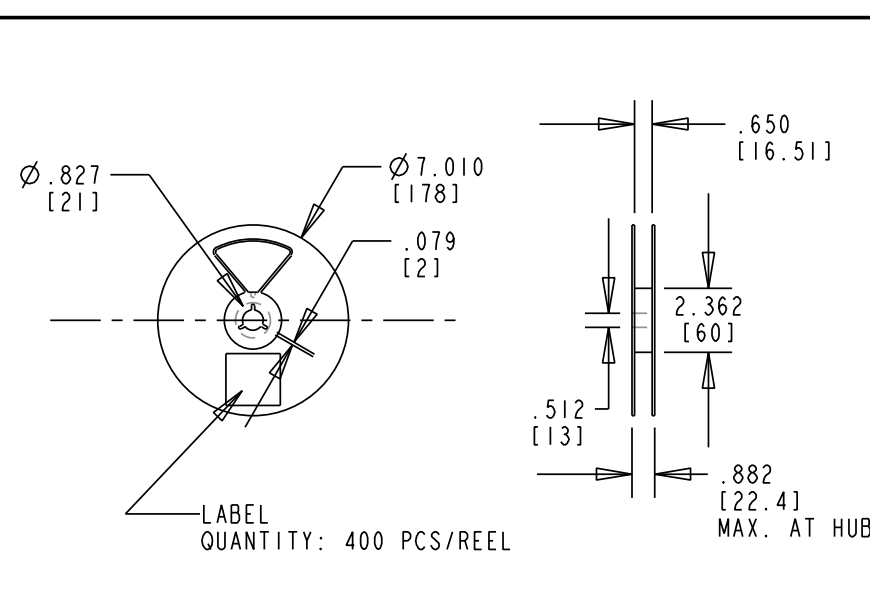 .650
[16.51]
Ø.827
[21]
Ø7.010
[178]
.079
[2]
2.362
[60]
.512
[13]
.882
[22.4]
MAX. AT HUB
LABEL
QUANTITY: 400 PCS/REEL